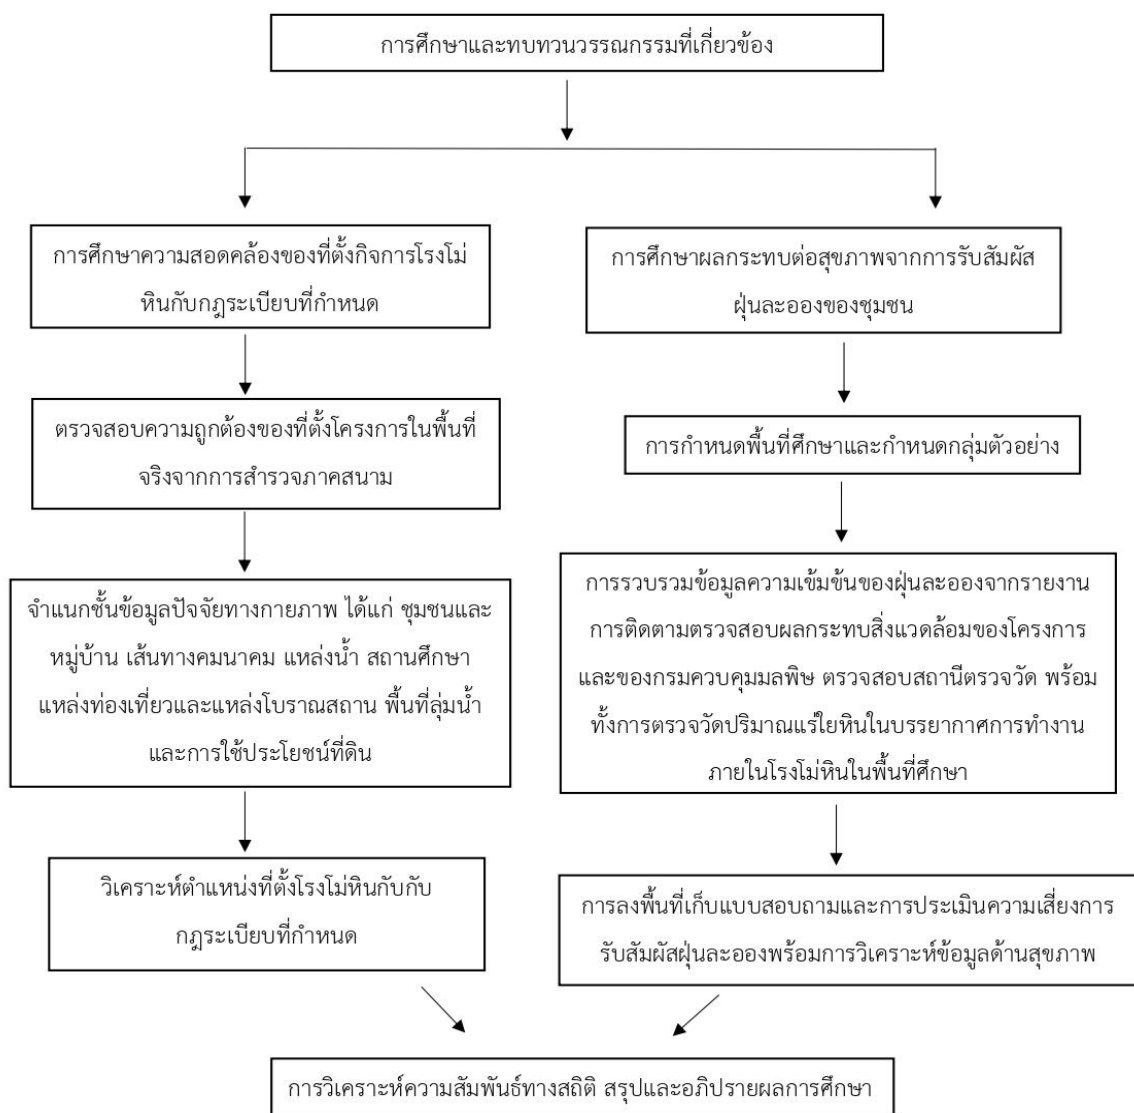 การศึกษาและทบทวนวรรณกรรมที่เกี่ยวข้อง
การศึกษาความสอดคล้องของที่ตั้งกิจการโรงโม่
หินกับกฎระเบียบที่กำหนด
ตรวจสอบความถูกต้องของที่ตั้งโครงการในพื้นที่
จริงจากการสำรวจภาคสนาม
จำแนกชั้นข้อมูลปัจจัยทางกายภาพ ได้แก่ ชุมชนและ
หมู่บ้าน เส้นทางคมนาคม แหล่งน้ำ สถานศึกษา
แหล่งท่องเที่ยวและแหล่งโบราณสถาน พื้นที่ลุ่มน้ำ
และการใช้ประโยชน์ที่ดิน
วิเคราะห์ตำแหน่งที่ตั้งโรงโม่หินกับกับ
กฎระเบียบที่กำหนด
การศึกษาผลกระทบต่อสุขภาพจากการรับสัมผัส
ฝุ่นละอองของชุมชน
การกำหนดพื้นที่ศึกษาและกำหนดกลุ่มตัวอย่าง
การรวบรวมข้อมูลความเข้มข้นของฝุ่นละอองจากรายงาน
การติดตามตรวจสอบผลกระทบสิ่งแวดล้อมของโครงการ
และของกรมควบคุมมลพิษ ตรวจสอบสถานีตรวจวัด พร้อม
ทั้งการตรวจวัดปริมาณแร่ใยหินในบรรยากาศการทำงาน
ภายในโรงโม่หินในพื้นที่ศึกษา
การลงพื้นที่เก็บแบบสอบถามและการประเมินความเสี่ยงการ
รับสัมผัสฝุ่นละอองพร้อมการวิเคราะห์ข้อมูลด้านสุขภาพ
การวิเคราะห์ความสัมพันธ์ทางสถิติ สรุปและอภิปรายผลการศึกษา